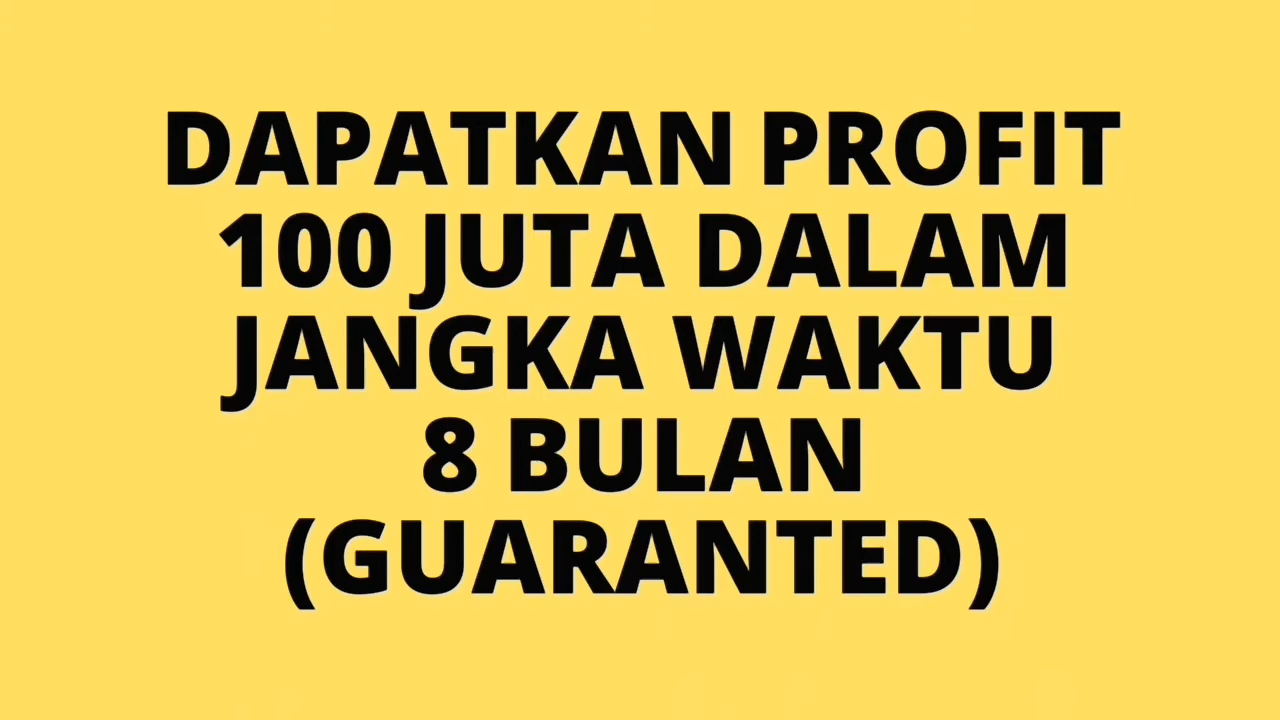 DAPATKAN PROFIT
100 JUTA DALAM
JANGKA WAKTU
8 BULAN
(GUARANTED)